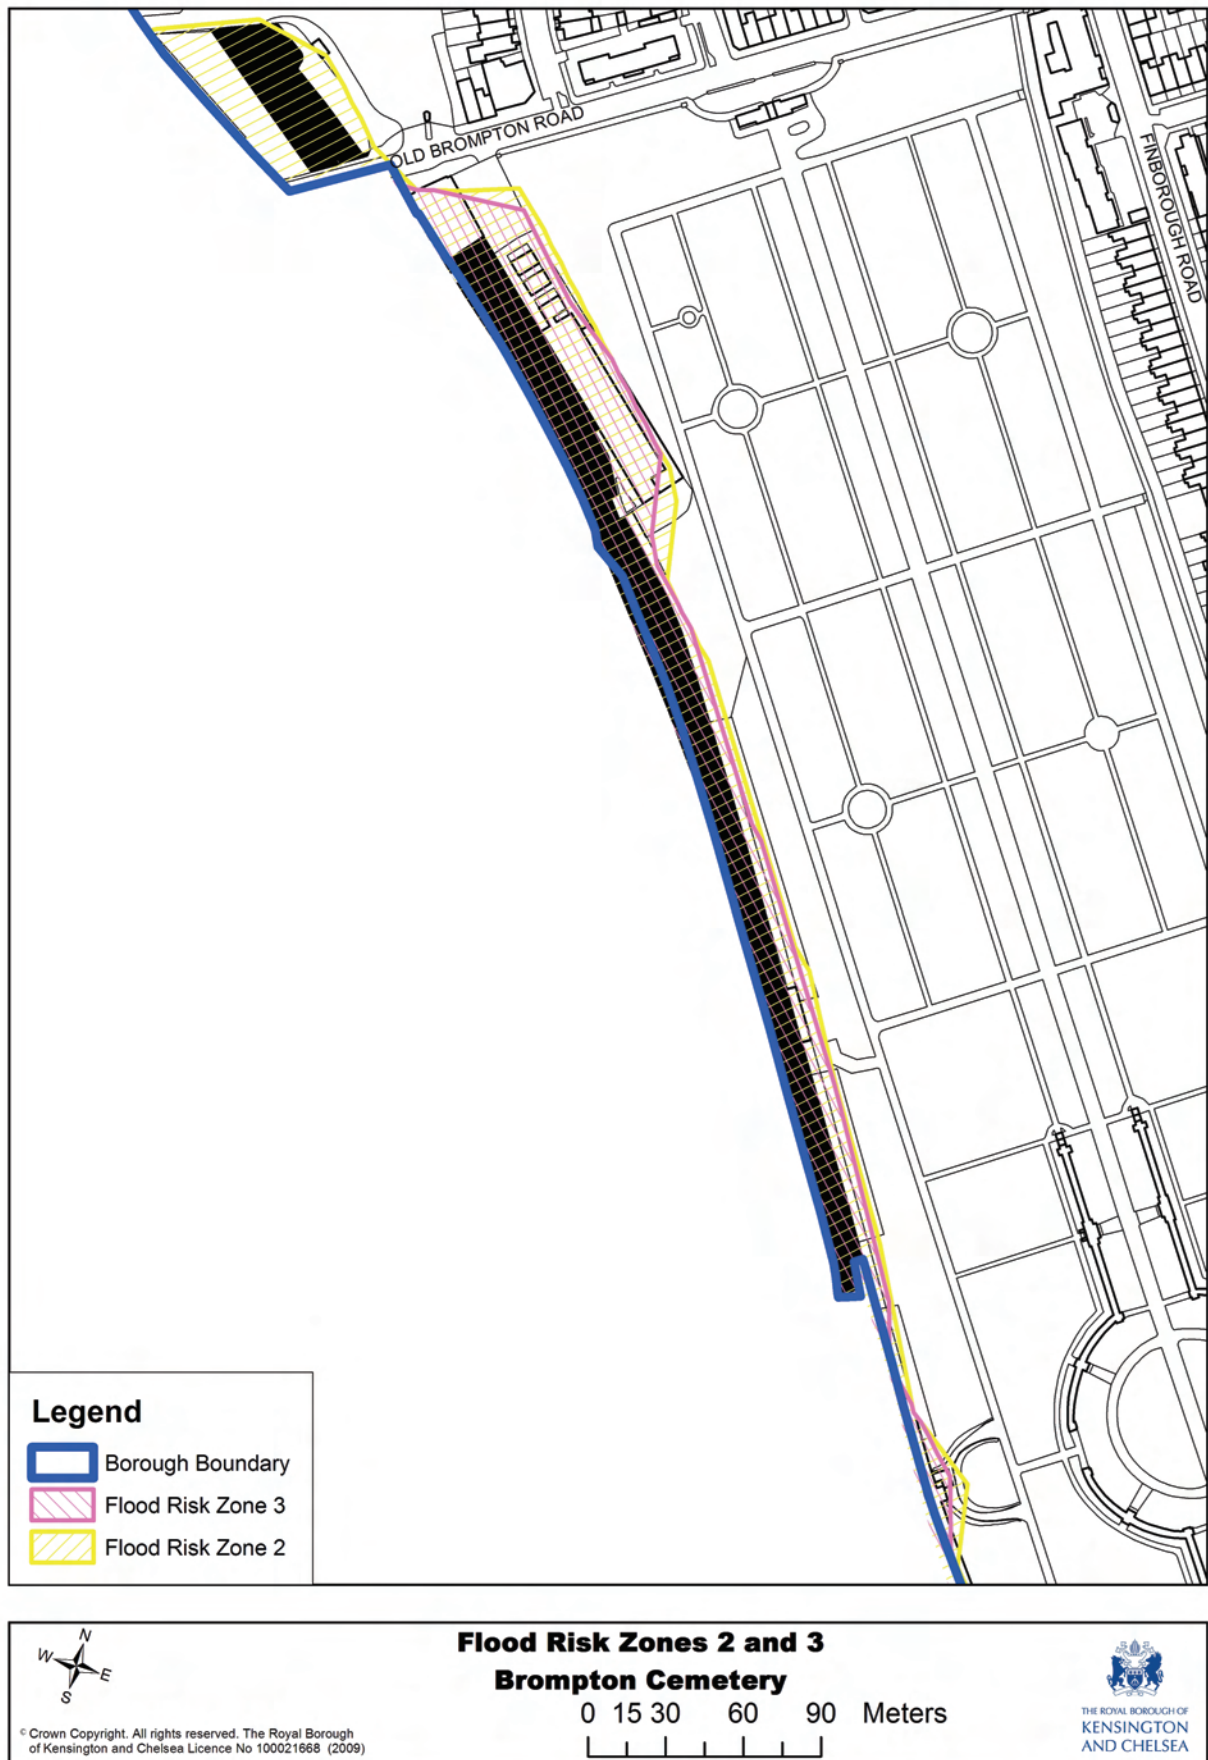 OLD BROMPTON ROAD
FINBOROUGH ROAD
Legend
Borough Boundary
Flood Risk Zone 3
Flood Risk Zone 2
N
W
E
S
© Crown Copyright. All rights reserved. The Royal Borough
of Kensington and Chelsea Licence No 100021668 (2009)
Flood Risk Zones 2 and 3
Brompton Cemetery
0 15 30 60 90 Meters
THE ROYAL BOROUGH OF
KENSINGTON
AND CHELSEA